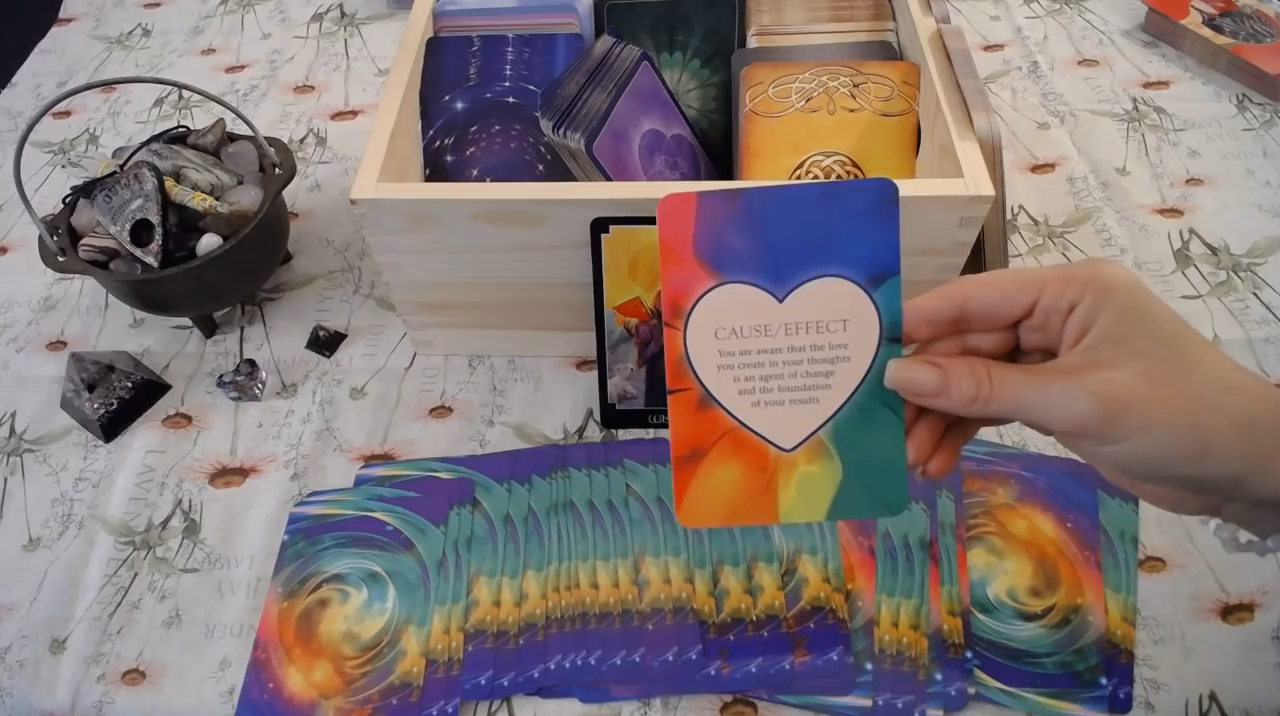 CAUSE/EFFECT
You are aware that the love
you create in your thoughts
is an agent of change
and the foundation
of your results